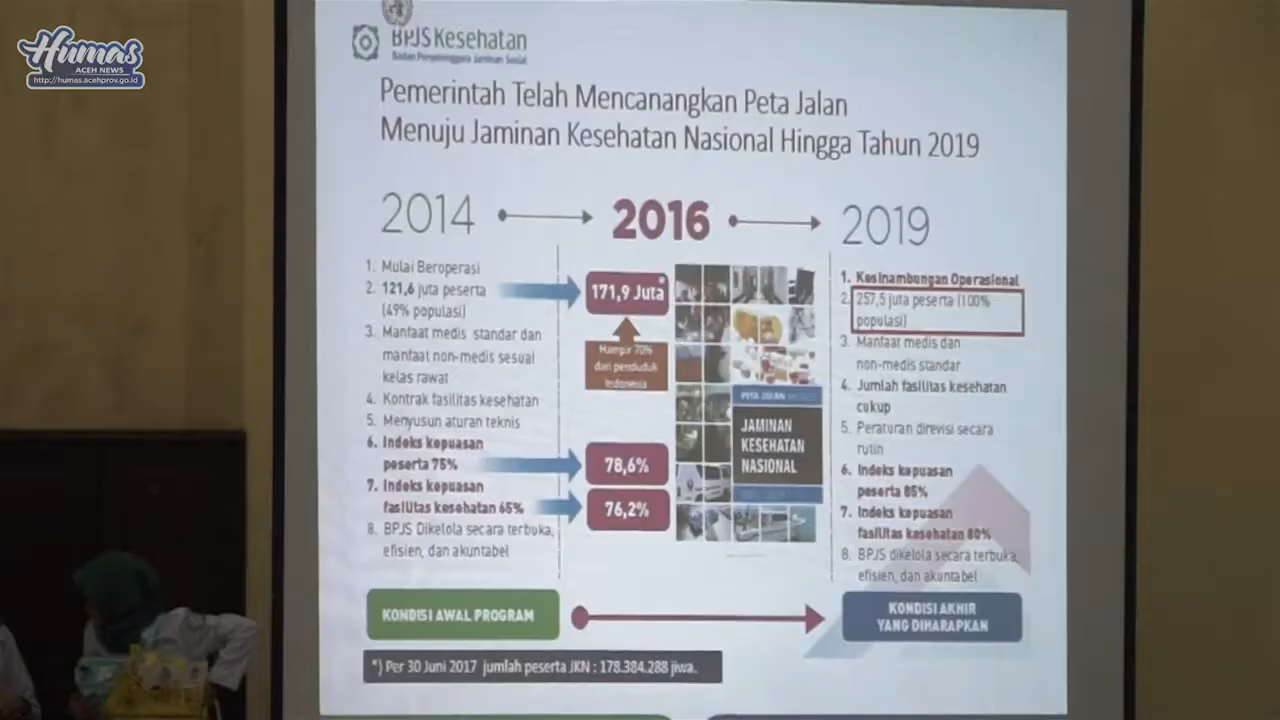 Humas
ACEH NEWS
http://humas.acehprov.go.id
BPJS Kesehatan
Badan Penyelenggara Jaminan Sosial
Pemerintah Telah Mencanangkan Peta Jalan
Menuju Jaminan Kesehatan Nasional Hingga Tahun 2019
2014
1. Mulai Beroperasi
2. 121,6 juta peserta
(49% populasi)
3. Manfaat medis standar dan
manfaat non-medis sesuai
kelas rawat
4. Kontrak fasilitas kesehatan
5. Menyusun aturan teknis
6. Indeks kepuasan
peserta 75%
7. Indeks kepuasan
fasilitas kesehatan 65%
8. BPJS Dikelola secara terbuka,
efisien, dan akuntabel
KONDISI AWAL PROGRAM
2016
171,9 Juta*
Hampir 70%
dari penduduk
Indonesia
78,6%
76,2%
PETA JALAN
JAMINAN
KESEHATAN
NASIONAL
2019
1. Kesinambungan Operasional
2. 257,5 juta peserta (100%
populasi)
3. Manfaat medis dan
non-medis standar
4. Jumlah fasilitas kesehatan
cukup
5. Peraturan direvisi secara
rutin
6. Indeks kepuasan
peserta 85%
7. Indeks kepuasan
fasilitas kesehatan 80%
8. BPJS dikelola secara terbuka,
efisien, dan akuntabel
KONDISI AKHIR
YANG DIHARAPKAN
*) Per 30 Juni 2017 jumlah peserta JKN : 178.384.288 jiwa.